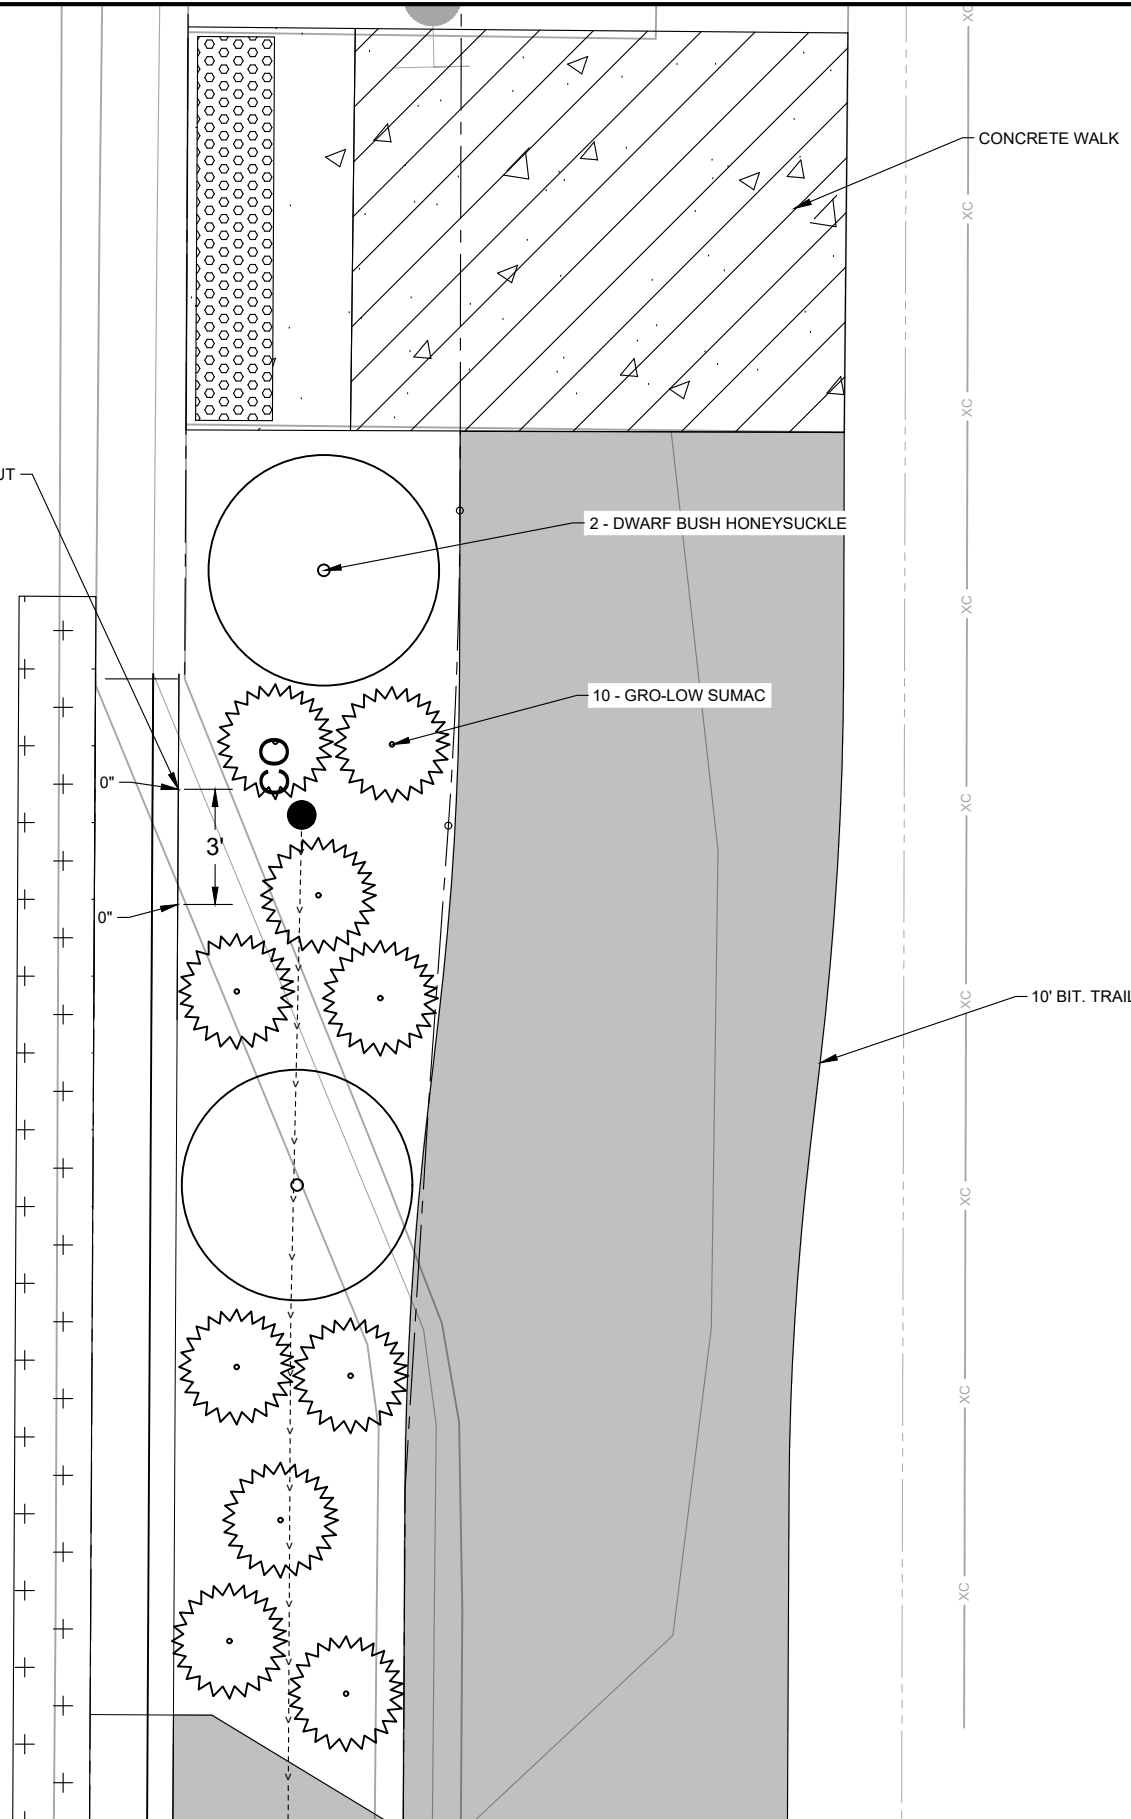 XC
CONCRETE WALK
XC
XC
UT
2 - DWARF BUSH HONEYSUCKLE
XC
10 - GRO-LOW SUMAC
CO
0"
XC
3'
0"
XC
10' BIT. TRAIL
XC
XC
XC